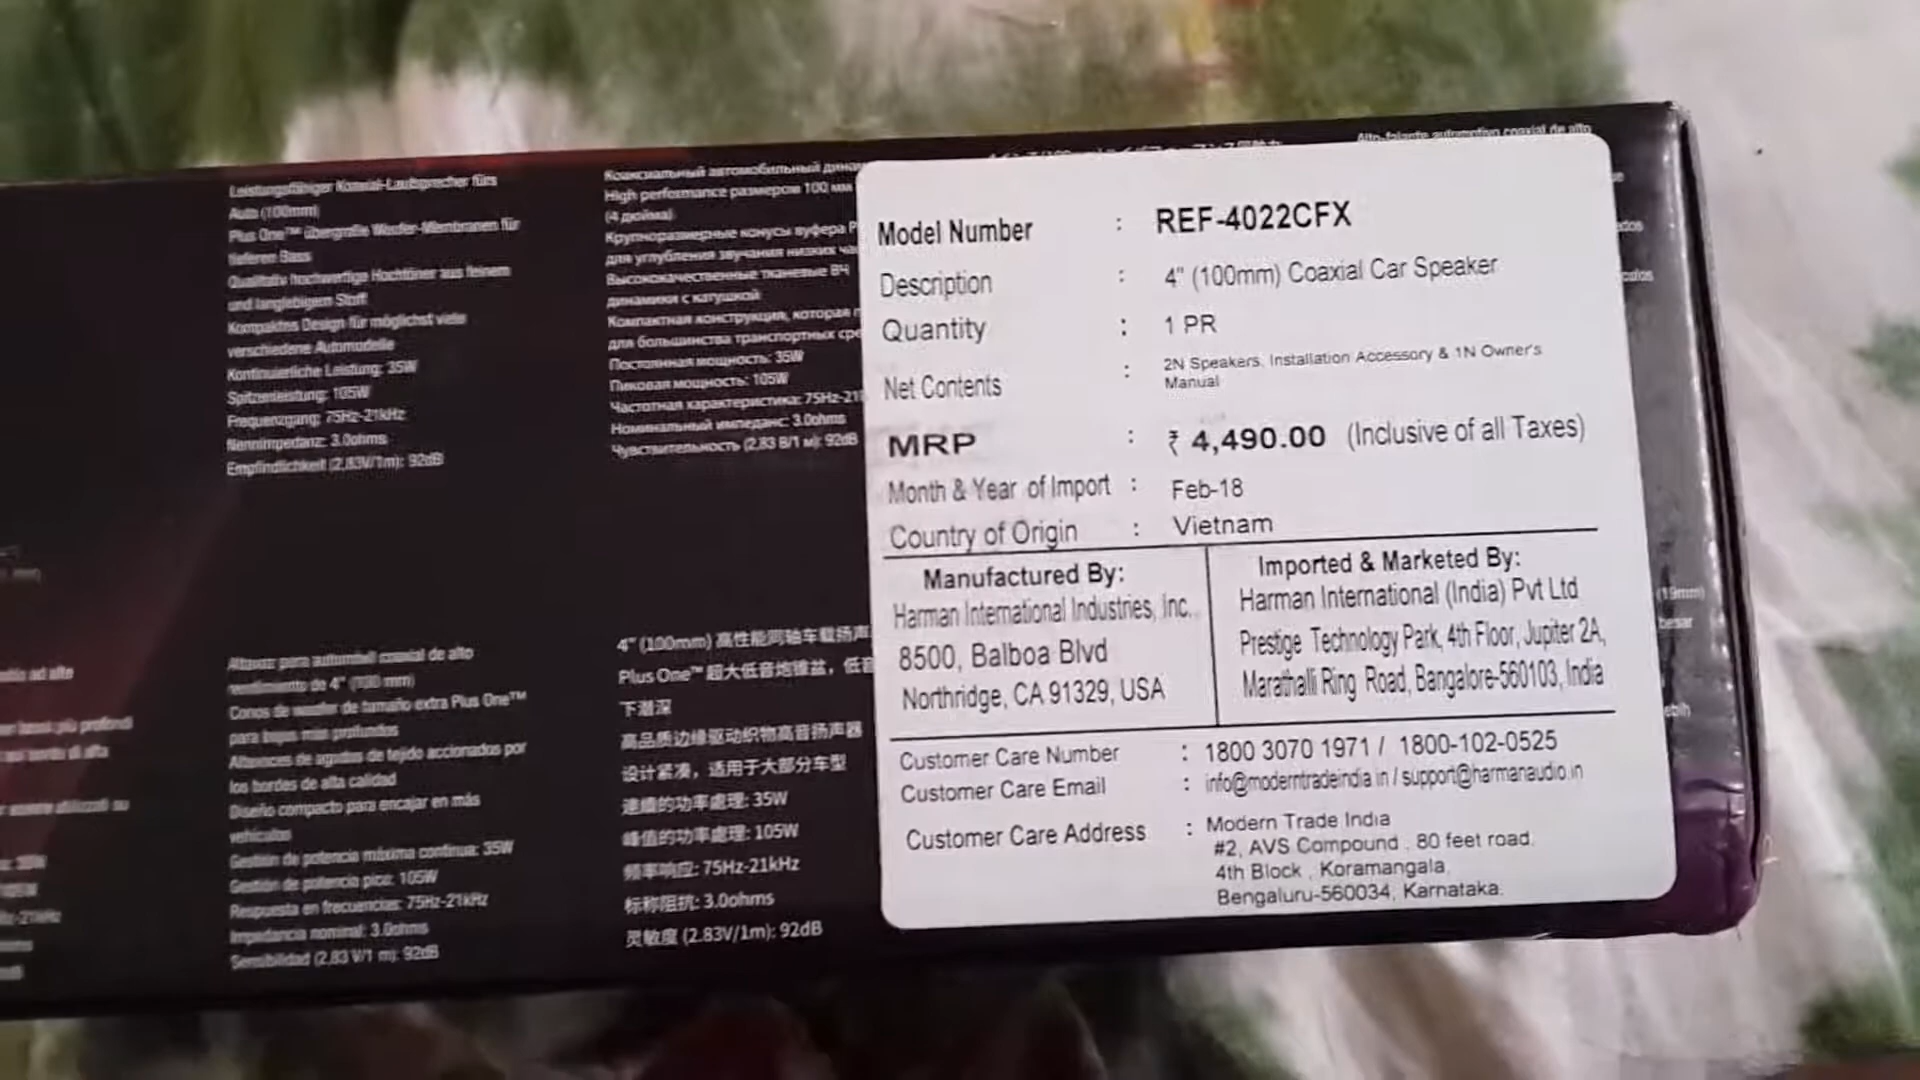 Leistungsfähiger Koaxial-Lautsprecher fürs
Auto (100mm)
Plus One™ übergroße Woofer-Membranen für
tieferen Bass
Qualitativ hochwertige Hochtöner aus feinem
und langlebigem Stoff
Kompaktes Design für möglichst viele
verschiedene Automodelle
Kontinuierliche Leistung: 35W
Spitzenleistung: 105W
Frequenzgang: 75Hz-21kHz
Nennimpedanz: 3.0ohms
Empfindlichkeit (2,83V/1m): 92dB
Коаксиальный автомобильный
High performance размером 100 мм
(4 дюйма)
Крупноразмерные конусы вуфера
для углубления звучания низких
Высококачественные тканевые ВЧ
динамики с катушкой
Компактная конструкция, которая
для большинства транспортных
Постоянная мощность: 35W
Пиковая мощность: 105W
Частотная характеристика: 75Hz-21
Номинальный импеданс: 3.0ohms
Чувствительность (2,83 В/1 м): 92dB
Alto-falante automotivo coaxial de alto
Model Number : REF-4022CFX
Description : 4" (100mm) Coaxial Car Speaker
Quantity : 1 PR
Net Contents : 2N Speakers, Installation Accessory & 1N Owner's
Manual
MRP : ₹ 4,490.00 (Inclusive of all Taxes)
Month & Year of Import : Feb-18
Country of Origin : Vietnam
Manufactured By:
Harman International Industries, Inc.
8500, Balboa Blvd
Northridge, CA 91329, USA
Imported & Marketed By:
Harman International (India) Pvt Ltd
Prestige Technology Park, 4th Floor, Jupiter 2A,
Marathalli Ring Road, Bangalore-560103, India
Customer Care Number : 1800 3070 1971 / 1800-102-0525
Customer Care Email : info@moderntradeindia.in / support@harmanaudio.in
Customer Care Address : Modern Trade India
#2, AVS Compound, 80 feet road,
4th Block, Koramangala,
Bengaluru-560034, Karnataka.
Altavoz para automóvil coaxial de alto
rendimiento de 4" (100 mm)
Conos de woofer de tamaño extra Plus One™
para bajos más profundos
Altavoces de agudos de tejido accionados por
los bordes de alta calidad
Diseño compacto para encajar en más
vehículos
Gestión de potencia máxima continua: 35W
Gestión de potencia pico: 105W
Respuesta en frecuencias: 75Hz-21kHz
Impedancia nominal: 3.0ohms
Sensibilidad (2,83 V/1 m): 92dB
4" (100mm) 高性能同轴车载扬声
Plus One™ 超大低音炮锥盆，低音
下潜深
高品质边缘驱动织物高音扬声器
设计紧凑，适用于大部分车型
連續的功率處理: 35W
峰值的功率處理: 105W
频率响应: 75Hz-21kHz
标称阻抗: 3.0ohms
灵敏度 (2.83V/1m): 92dB
(19mm)
besar